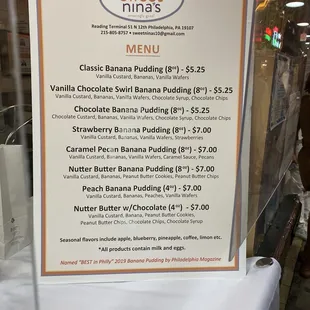 sweet
nina's
Reading Terminal 51 N 12th Philadelphia, PA 19107
215-805-8757 • sweetninas10@gmail.com
MENU
Classic Banana Pudding (8oz) - $5.25
Vanilla Custard, Bananas, Vanilla Wafers
Vanilla Chocolate Swirl Banana Pudding (8oz) - $5.25
Vanilla Custard, Bananas, Vanilla Wafers, Chocolate Syrup, Chocolate Chips
Chocolate Banana Pudding (8oz) - $5.25
Chocolate Custard, Bananas, Vanilla Wafers, Chocolate Syrup, Chocolate Chips
Strawberry Banana Pudding (8oz) - $7.00
Vanilla Custard, Bananas, Vanilla Wafers, Strawberries
Caramel Pecan Banana Pudding (8oz) - $7.00
Vanilla Custard, Bananas, Vanilla Wafers, Caramel Sauce, Pecans
Nutter Butter Banana Pudding (8oz) - $7.00
Vanilla Custard, Bananas, Peanut Butter Cookies, Peanut Butter Chips
Peach Banana Pudding (4oz) - $7.00
Vanilla Custard, Bananas, Peaches, Vanilla Wafers
Nutter Butter w/Chocolate (4oz) - $7.00
Vanilla Custard, Banana, Peanut Butter Cookies,
Peanut Butter Chips, Chocolate Chips, Chocolate Syrup
Seasonal flavors include apple, blueberry, pineapple, coffee, limon etc.
*All products contain milk and eggs.
Named "BEST in Philly" 2019 Banana Pudding by Philadelphia Magazine